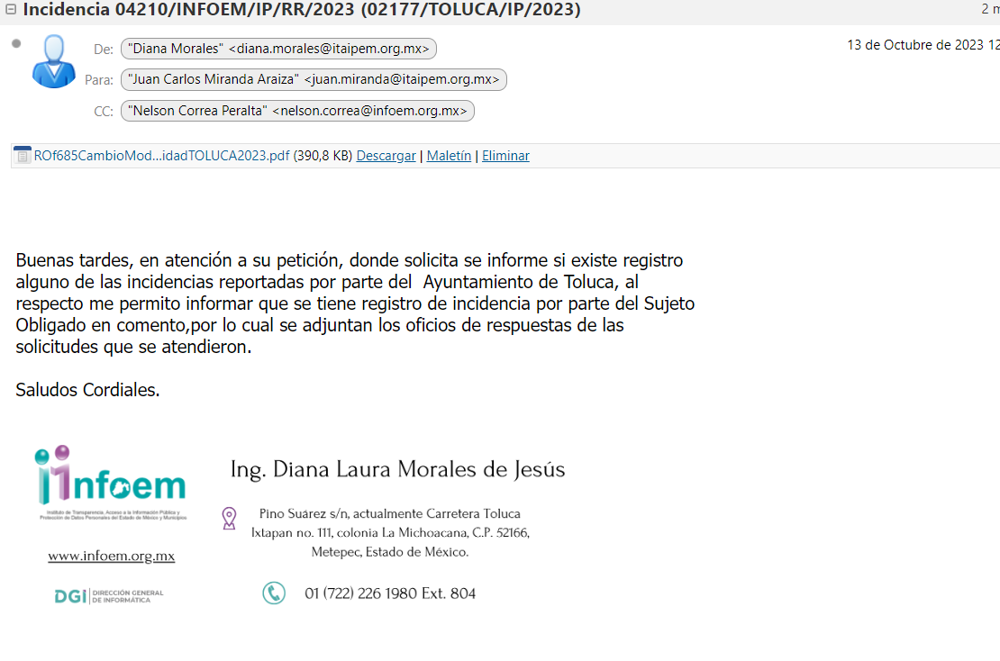 Incidencia 04210/INFOEM/IP/RR/2023 (02177/TOLUCA/IP/2023)
2 m
13 de Octubre de 2023 12
De: "Diana Morales" <diana.morales@itaipem.org.mx>
Para: "Juan Carlos Miranda Araiza" <juan.miranda@itaipem.org.mx>
CC: "Nelson Correa Peralta" <nelson.correa@infoem.org.mx>
ROf685CambioMod...idadTOLUCA2023.pdf (390,8 KB) Descargar | Maletín | Eliminar
Buenas tardes, en atención a su petición, donde solicita se informe si existe registro
alguno de las incidencias reportadas por parte del  Ayuntamiento de Toluca, al
respecto me permito informar que se tiene registro de incidencia por parte del Sujeto
Obligado en comento,por lo cual se adjuntan los oficios de respuestas de las
solicitudes que se atendieron.
Saludos Cordiales.
infoem
Instituto de Transparencia, Acceso a la Información Pública y
Protección de Datos Personales del Estado de México y Municipios
www.infoem.org.mx
DGI DIRECCIÓN GENERAL
DE INFORMÁTICA
Ing. Diana Laura Morales de Jesús
Pino Suárez s/n, actualmente Carretera Toluca
Ixtapan no. 111, colonia La Michoacana, C.P. 52166,
Metepec, Estado de México.
01 (722) 226 1980 Ext. 804